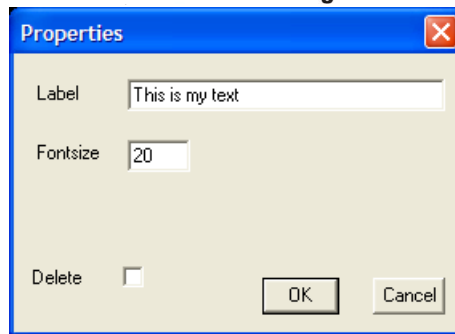 Properties
Label This is my text
Fontsize 20
Delete
OK Cancel